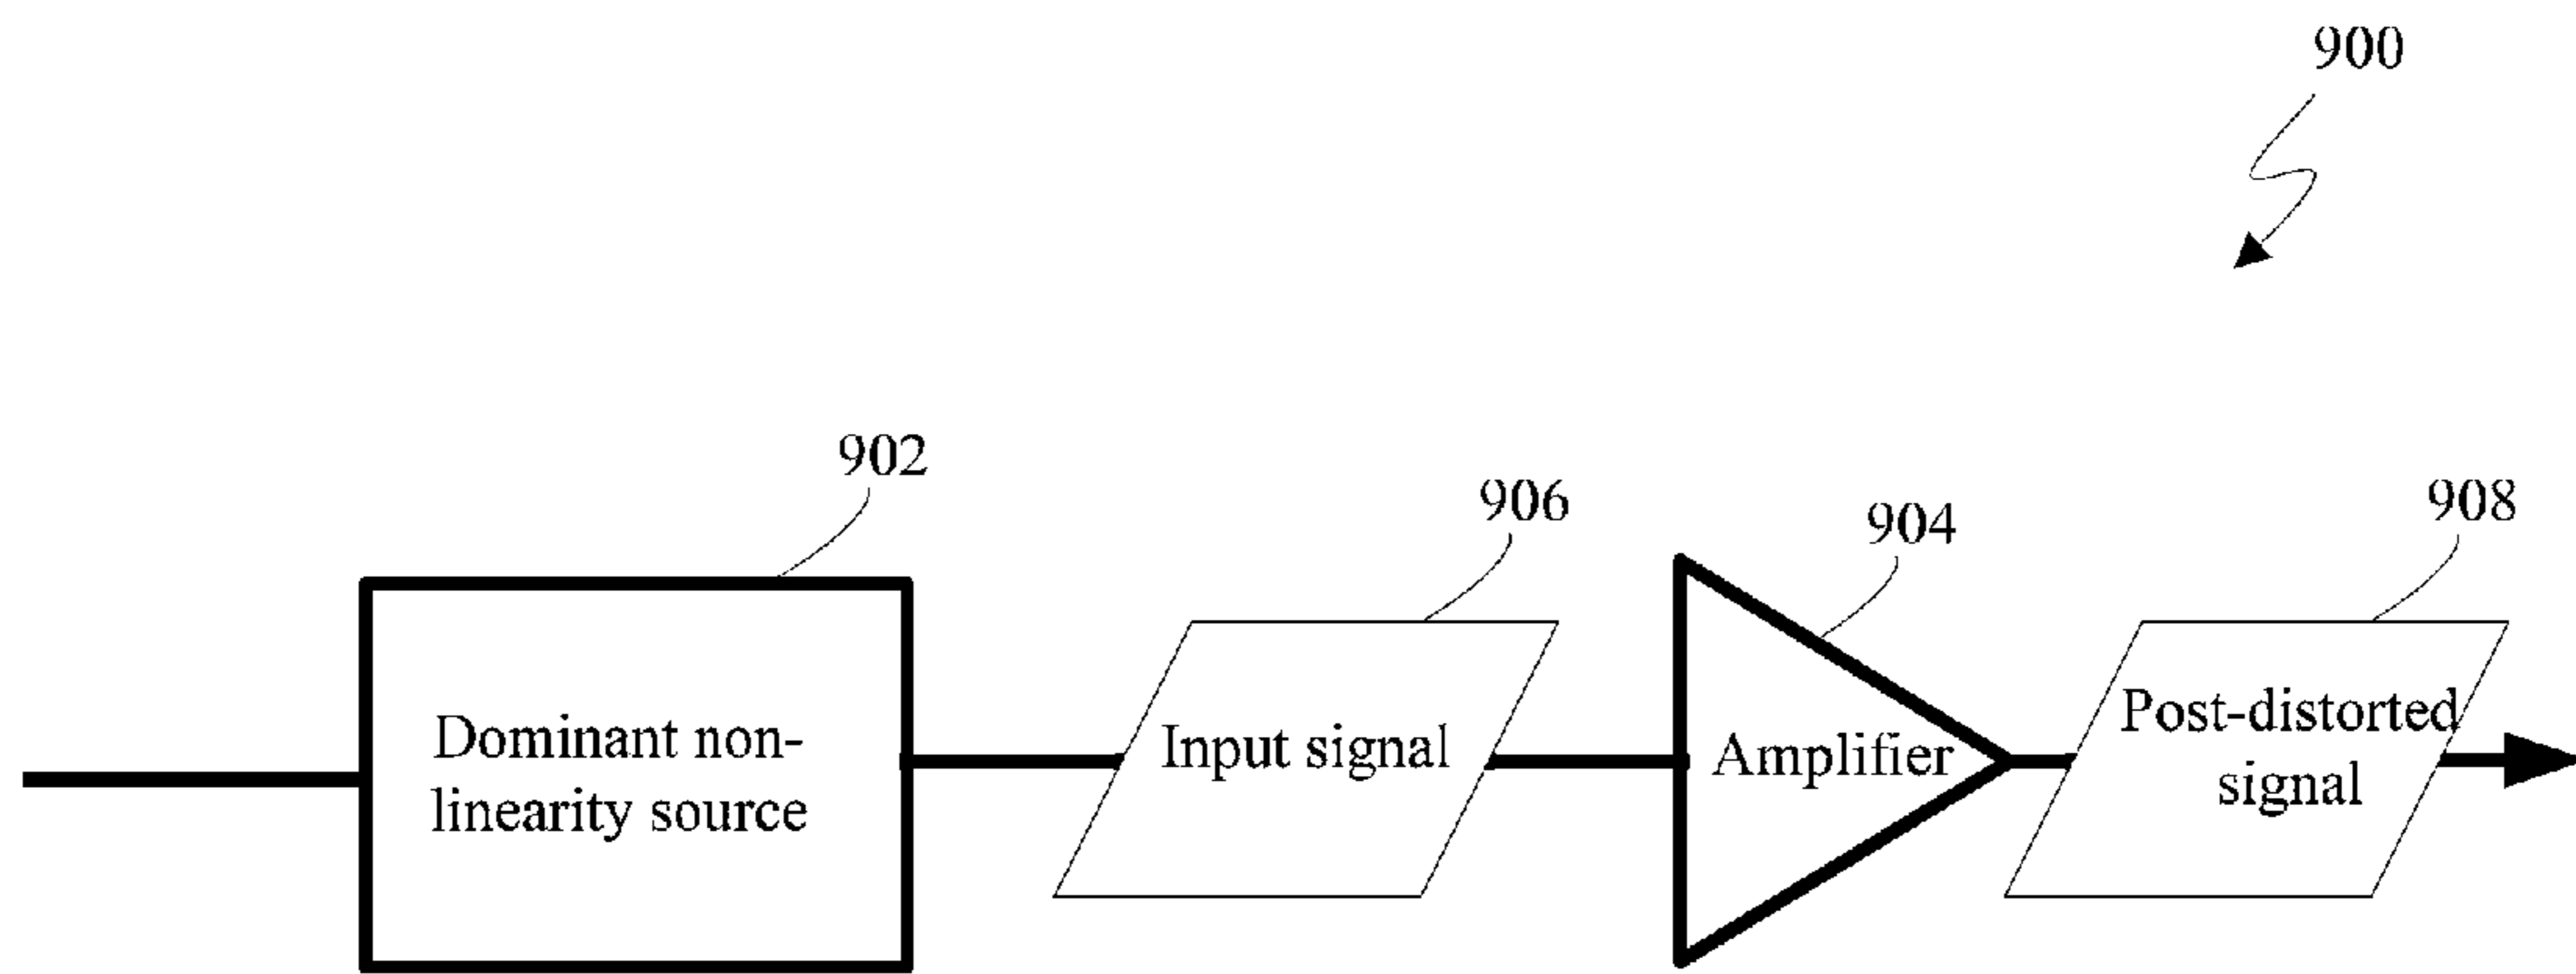 900
902
906
904
908
Dominant non-
linearity source
Input signal
Amplifier
Post-distorted
signal